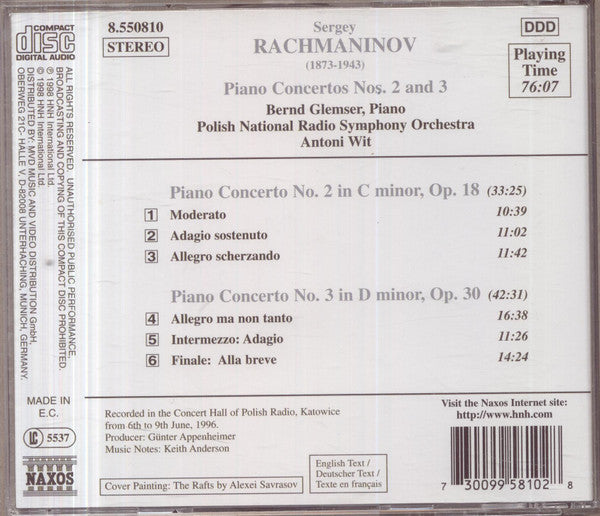 COMPACT
disc
DIGITAL AUDIO
8.550810
STEREO
Sergey
RACHMANINOV
(1873-1943)
DDD
Playing
Time
76:07
Piano Concertos Nos. 2 and 3
Bernd Glemser, Piano
Polish National Radio Symphony Orchestra
Antoni Wit
Piano Concerto No. 2 in C minor, Op. 18 (33:25)
1 Moderato 10:39
2 Adagio sostenuto 11:02
3 Allegro scherzando 11:42
Piano Concerto No. 3 in D minor, Op. 30 (42:31)
4 Allegro ma non tanto 16:38
5 Intermezzo: Adagio 11:26
6 Finale: Alla breve 14:24
Recorded in the Concert Hall of Polish Radio, Katowice
from 6th to 9th June, 1996.
Producer: Günter Appenheimer
Music Notes: Keith Anderson
Cover Painting: The Rafts by Alexei Savrasov
English Text /
Deutscher Text /
Texte en français
Visit the Naxos Internet site:
http://www.hnh.com
7 30099 58102 8
ALL RIGHTS RESERVED. UNAUTHORISED PUBLIC PERFORMANCE,
BROADCASTING AND COPYING OF THIS COMPACT DISC PROHIBITED.
℗ 1998 HNH International Ltd.
© 1998 HNH International Ltd.
DISTRIBUTED BY: MVD MUSIC AND VIDEO DISTRIBUTION GmbH,
OBERWEG 21C- HALLE V, D-82008 UNTERHACHING, MUNICH, GERMANY.
MADE IN
E.C.
LC 5537
NAXOS